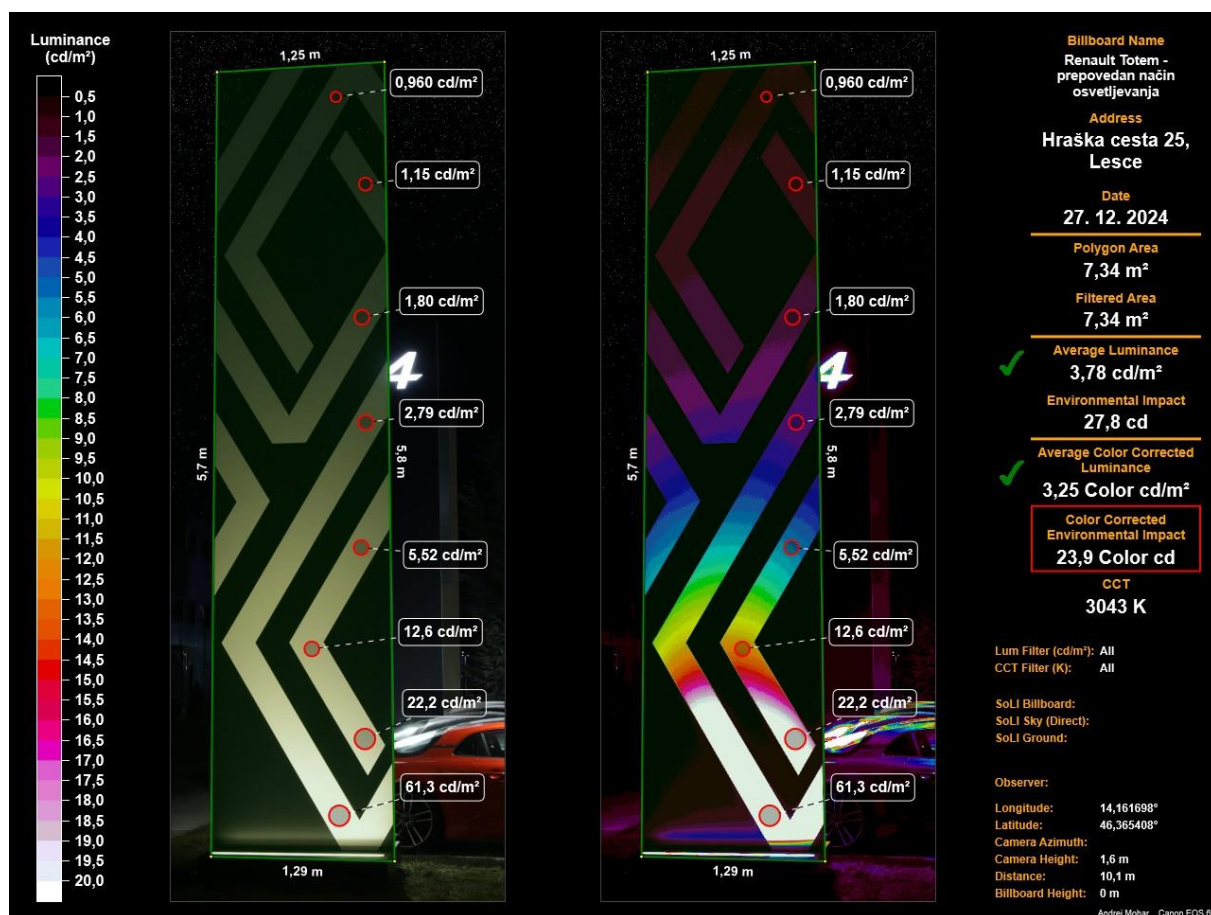 Luminance
(cd/m²)
0,5
1,0
1,5
2,0
2,5
3,0
3,5
4,0
4,5
5,0
5,5
6,0
6,5
7,0
7,5
8,0
8,5
9,0
9,5
10,0
10,5
11,0
11,5
12,0
12,5
13,0
13,5
14,0
14,5
15,0
15,5
16,0
16,5
17,0
17,5
18,0
18,5
19,0
19,5
20,0
1,25 m
0,960 cd/m²
1,15 cd/m²
1,80 cd/m²
4
2,79 cd/m²
5,7 m
5,8 m
5,52 cd/m²
12,6 cd/m²
22,2 cd/m²
61,3 cd/m²
1,29 m
1,25 m
0,960 cd/m²
1,15 cd/m²
1,80 cd/m²
4
2,79 cd/m²
5,7 m
5,8 m
5,52 cd/m²
12,6 cd/m²
22,2 cd/m²
61,3 cd/m²
1,29 m
Billboard Name
Renault Totem -
prepovedan način
osvetljevanja
Address
Hraška cesta 25,
Lesce
Date
27. 12. 2024
Polygon Area
7,34 m²
Filtered Area
7,34 m²
Average Luminance
3,78 cd/m²
Environmental Impact
27,8 cd
Average Color Corrected
Luminance
3,25 Color cd/m²
Color Corrected
Environmental Impact
23,9 Color cd
CCT
3043 K
Lum Filter (cd/m²): All
CCT Filter (K): All
SoLI Billboard:
SoLI Sky (Direct):
SoLI Ground:
Observer:
Longitude: 14,161698°
Latitude: 46,365408°
Camera Azimuth:
Camera Height: 1,6 m
Distance: 10,1 m
Billboard Height: 0 m
Andrej Mohar Canon EOS